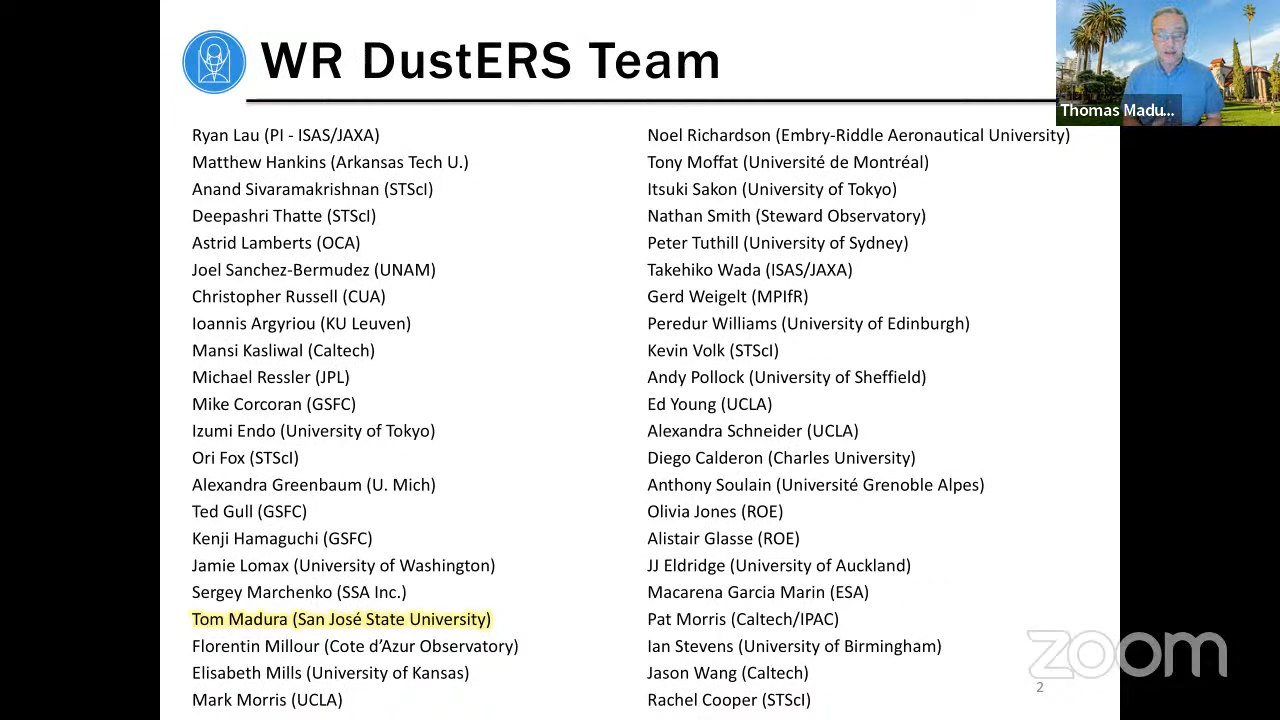 WR DustERS Team
Thomas Madu...
Ryan Lau (PI - ISAS/JAXA)
Matthew Hankins (Arkansas Tech U.)
Anand Sivaramakrishnan (STScI)
Deepashri Thatte (STScI)
Astrid Lamberts (OCA)
Joel Sanchez-Bermudez (UNAM)
Christopher Russell (CUA)
Ioannis Argyriou (KU Leuven)
Mansi Kasliwal (Caltech)
Michael Ressler (JPL)
Mike Corcoran (GSFC)
Izumi Endo (University of Tokyo)
Ori Fox (STScI)
Alexandra Greenbaum (U. Mich)
Ted Gull (GSFC)
Kenji Hamaguchi (GSFC)
Jamie Lomax (University of Washington)
Sergey Marchenko (SSA Inc.)
Tom Madura (San José State University)
Florentin Millour (Cote d’Azur Observatory)
Elisabeth Mills (University of Kansas)
Mark Morris (UCLA)
Noel Richardson (Embry-Riddle Aeronautical University)
Tony Moffat (Université de Montréal)
Itsuki Sakon (University of Tokyo)
Nathan Smith (Steward Observatory)
Peter Tuthill (University of Sydney)
Takehiko Wada (ISAS/JAXA)
Gerd Weigelt (MPIfR)
Peredur Williams (University of Edinburgh)
Kevin Volk (STScI)
Andy Pollock (University of Sheffield)
Ed Young (UCLA)
Alexandra Schneider (UCLA)
Diego Calderon (Charles University)
Anthony Soulain (Université Grenoble Alpes)
Olivia Jones (ROE)
Alistair Glasse (ROE)
JJ Eldridge (University of Auckland)
Macarena Garcia Marin (ESA)
Pat Morris (Caltech/IPAC)
Ian Stevens (University of Birmingham)
Jason Wang (Caltech)
Rachel Cooper (STScI)
zoom
2